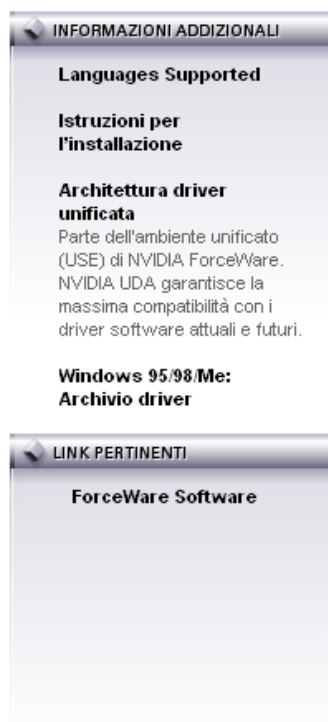 INFORMAZIONI ADDIZIONALI
Languages Supported
Istruzioni per
l'installazione
Architettura driver
unificata
Parte dell'ambiente unificato
(USE) di NVIDIA ForceWare.
NVIDIA UDA garantisce la
massima compatibilità con i
driver software attuali e futuri.
Windows 95/98/Me:
Archivio driver
LINK PERTINENTI
ForceWare Software